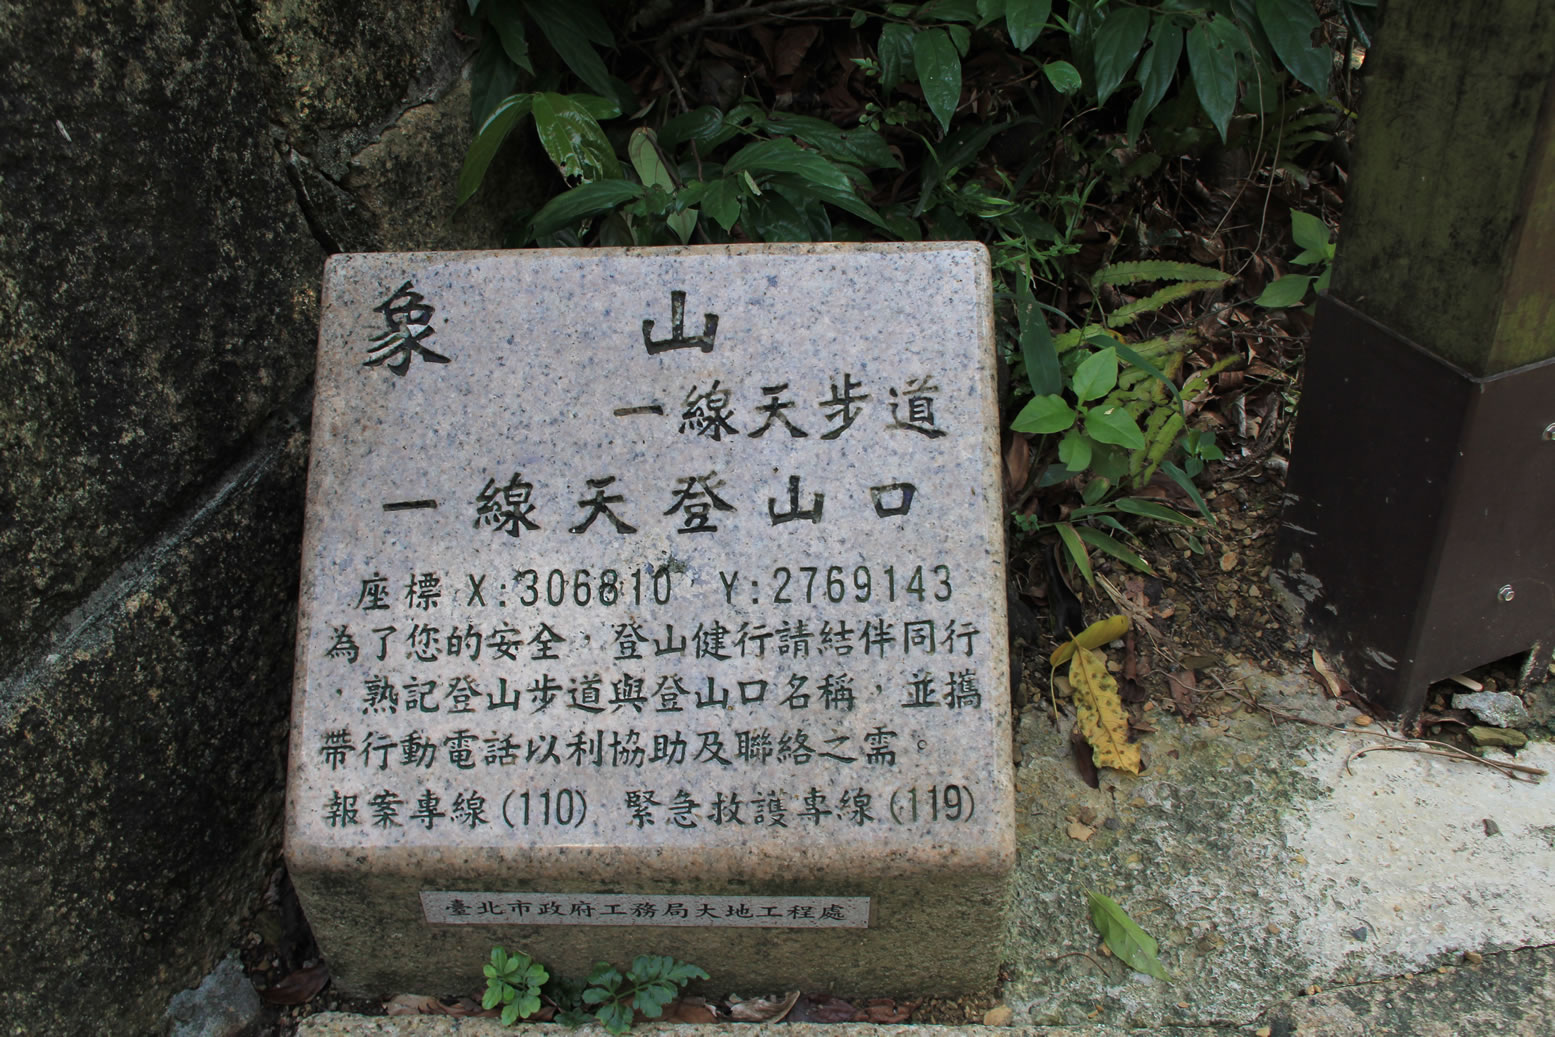 象山
一線天步道
一線天登山口
座標 X:306810 Y:2769143
為了您的安全，登山健行請結伴同行
，熟記登山步道與登山口名稱，並攜
帶行動電話以利協助及聯絡之需。
報案專線(110) 緊急救護專線(119)
臺北市政府工務局大地工程處